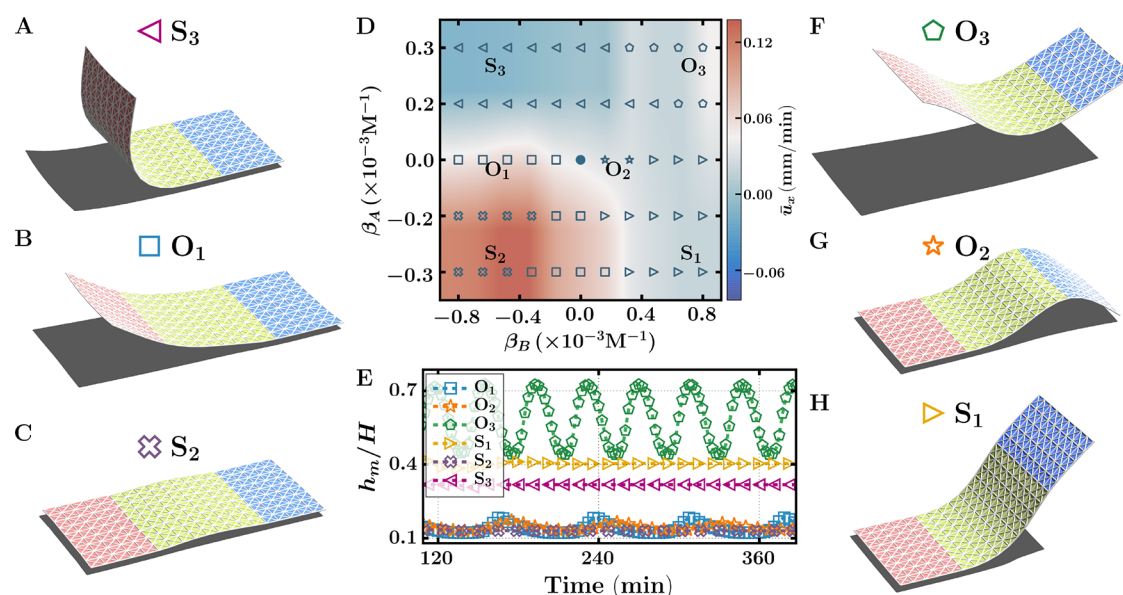 A
S3
B
O1
C
S2
D
0.3
0.2
0.0
−0.2
−0.3
βA (×10−3M−1)
S3
O3
O1
O2
S2
S1
−0.8
−0.4
0.0
0.4
0.8
βB (×10−3M−1)
0.12
0.06
0.00
−0.06
ūx (mm/min)
E
0.7
0.4
0.1
hm/H
O1
O2
O3
S1
S2
S3
120
240
360
Time (min)
F
O3
G
O2
H
S1